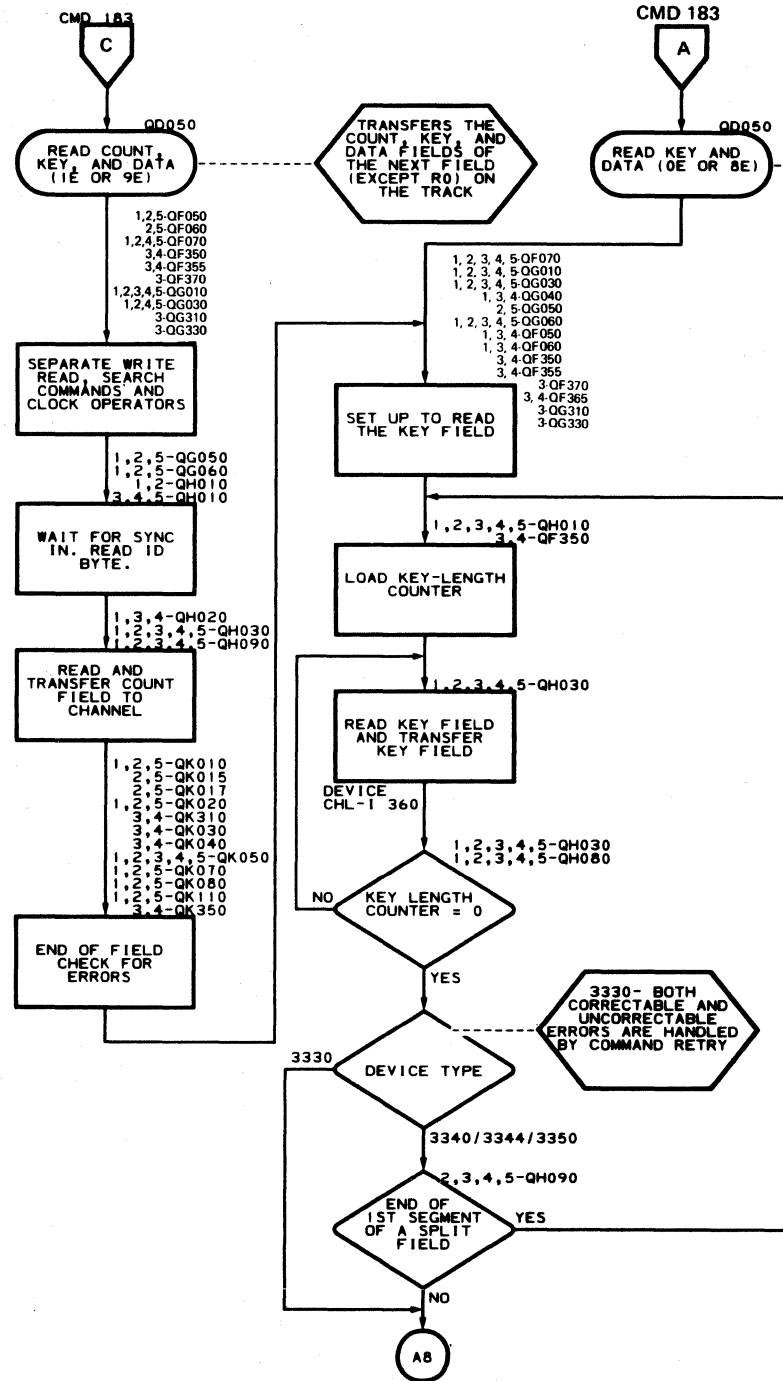 CMD 183
C
QD050
READ COUNT,
KEY, AND DATA
(1E OR 9E)
TRANSFERS THE
COUNT, KEY, AND
DATA FIELDS OF
THE NEXT FIELD
(EXCEPT R0) ON
THE TRACK
1,2,5-QF050
2,5-QF060
1,2,4,5-QF070
3,4-QF350
3,4-QF355
3-QF370
1,2,3,4,5-QG010
1,2,4,5-QG030
3-QG310
3-QG330
SEPARATE WRITE
READ, SEARCH
COMMANDS AND
CLOCK OPERATORS
1,2,5-QG050
1,2,5-QG060
1,2-QH010
3,4,5-QH010
WAIT FOR SYNC
IN. READ ID
BYTE.
1,3,4-QH020
1,2,3,4,5-QH030
1,2,3,4,5-QH090
READ AND
TRANSFER COUNT
FIELD TO
CHANNEL
1,2,5-QK010
2,5-QK015
2,5-QK017
1,2,5-QK020
3,4-QK310
3,4-QK030
3,4-QK040
1,2,3,4,5-QK050
1,2,5-QK070
1,2,5-QK080
1,2,5-QK110
3,4-QK350
END OF FIELD
CHECK FOR
ERRORS
CMD 183
A
QD050
READ KEY AND
DATA (0E OR 8E)
1, 2, 3, 4, 5-QF070
1, 2, 3, 4, 5-QG010
1, 2, 3, 4, 5-QG030
1, 3, 4-QG040
2, 5-QG050
1, 2, 3, 4, 5-QG060
1, 3, 4-QF050
1, 3, 4-QF060
3, 4-QF350
3, 4-QF355
3-QF370
3, 4-QF365
3-QG310
3-QG330
SET UP TO READ
THE KEY FIELD
1,2,3,4,5-QH010
3,4-QF350
LOAD KEY-LENGTH
COUNTER
1,2,3,4,5-QH030
READ KEY FIELD
AND TRANSFER
KEY FIELD
DEVICE
CHL-I 360
1,2,3,4,5-QH030
1,2,3,4,5-QH080
NO
KEY LENGTH
COUNTER = 0
YES
3330- BOTH
CORRECTABLE AND
UNCORRECTABLE
ERRORS ARE HANDLED
BY COMMAND RETRY
3330
DEVICE TYPE
3340/3344/3350
2,3,4,5-QH090
END OF
1ST SEGMENT
OF A SPLIT
FIELD
YES
NO
A8